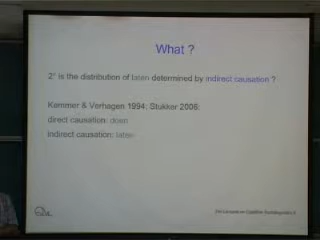 What ?
2° is the distribution of laten determined by indirect causation ?
Kemmer & Verhagen 1994; Stukker 2005:
direct causation: doen
indirect causation: laten